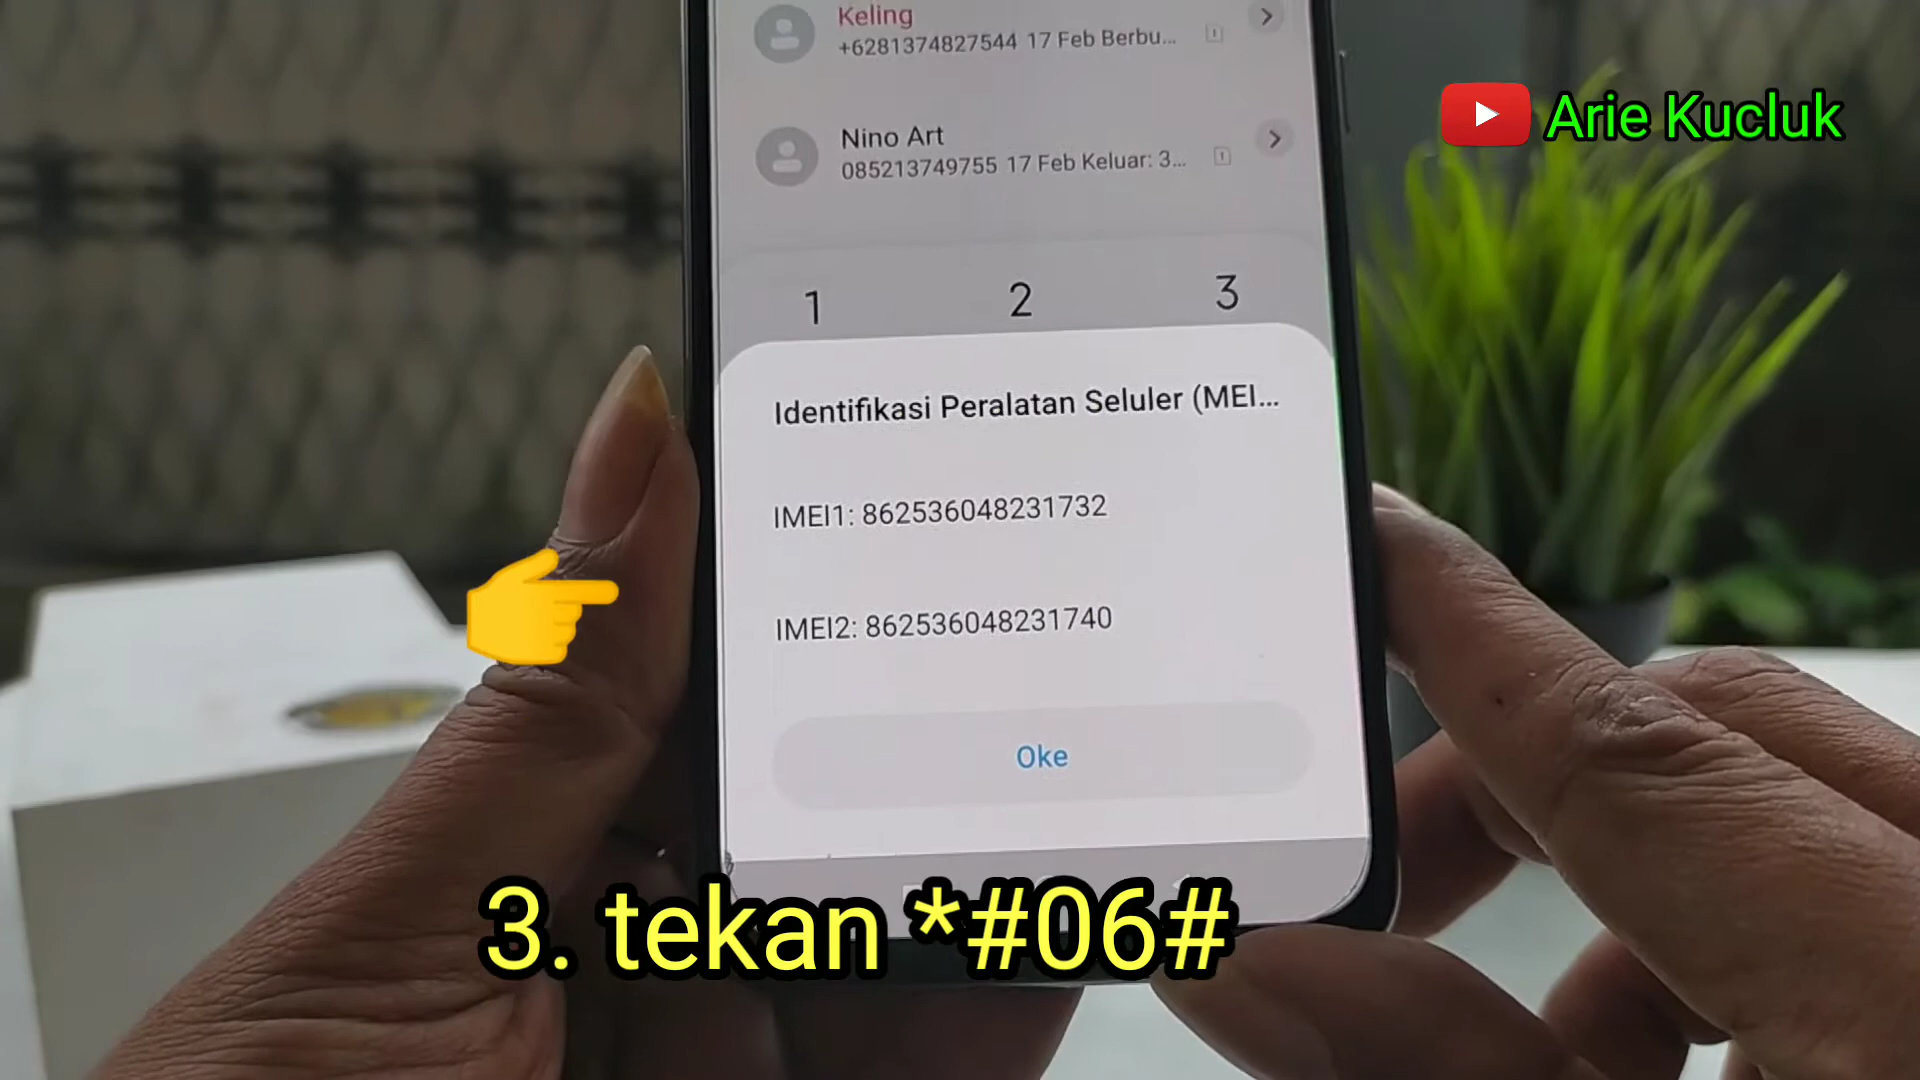 Keling
+6281374827544 17 Feb Berbu...
Arie Kucluk
Nino Art
085213749755 17 Feb Keluar: 3...
1 2 3
Identifikasi Peralatan Seluler (MEI...
IMEI1: 862536048231732
IMEI2: 862536048231740
Oke
3. tekan *#06#